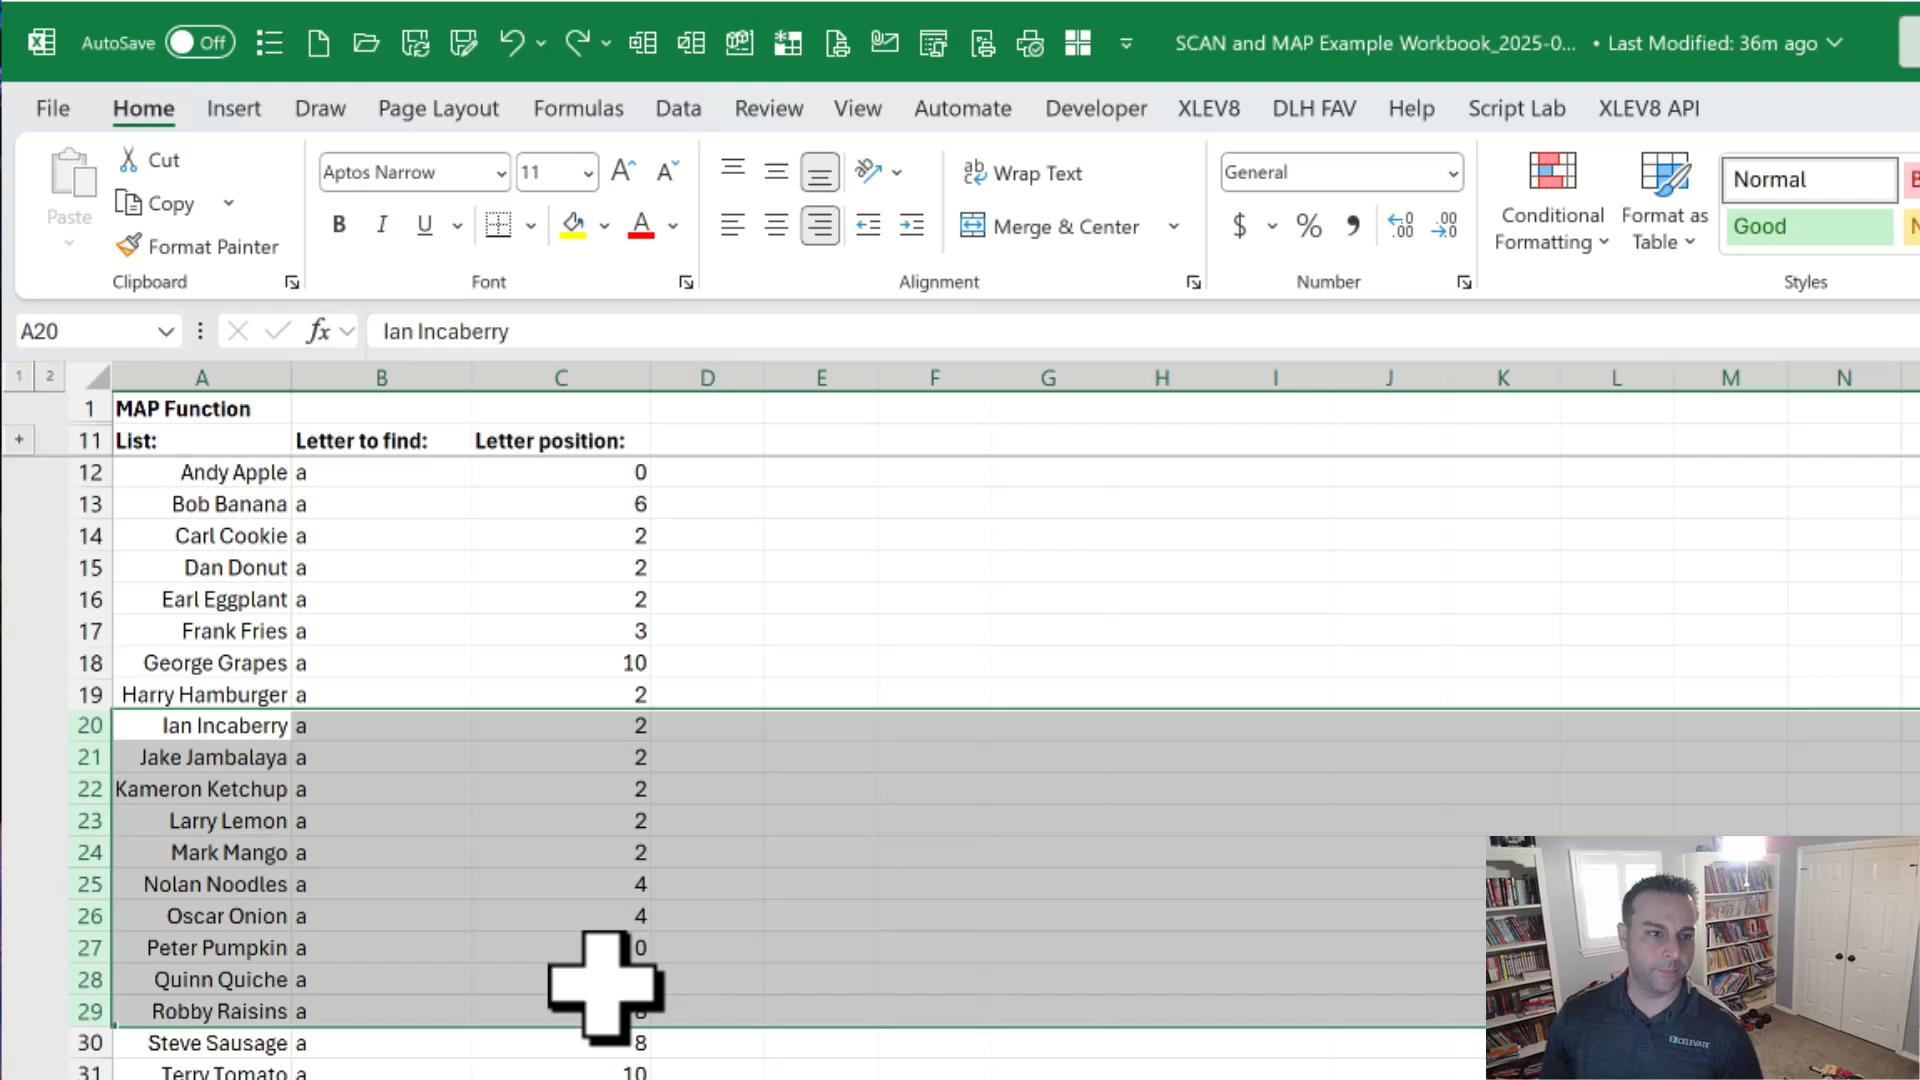 AutoSave Off SCAN and MAP Example Workbook_2025-0... • Last Modified: 36m ago
File Home Insert Draw Page Layout Formulas Data Review View Automate Developer XLEV8 DLH FAV Help Script Lab XLEV8 API
Paste
Cut
Copy
Format Painter
Clipboard
Aptos Narrow 11
B I U
Font
Wrap Text
Merge & Center
Alignment
General
$ % ,
Number
Conditional Formatting
Format as Table
Normal
Good
Styles
A20 fx Ian Incaberry
1 2 A B C D E F G H I J K L M N
1 MAP Function
11 List: Letter to find: Letter position:
12 Andy Apple a 0
13 Bob Banana a 6
14 Carl Cookie a 2
15 Dan Donut a 2
16 Earl Eggplant a 2
17 Frank Fries a 3
18 George Grapes a 10
19 Harry Hamburger a 2
20 Ian Incaberry a 2
21 Jake Jambalaya a 2
22 Kameron Ketchup a 2
23 Larry Lemon a 2
24 Mark Mango a 2
25 Nolan Noodles a 4
26 Oscar Onion a 4
27 Peter Pumpkin a 0
28 Quinn Quiche a
29 Robby Raisins a
30 Steve Sausage a 8
31 Terry Tomato a 10
EXCELEVATE